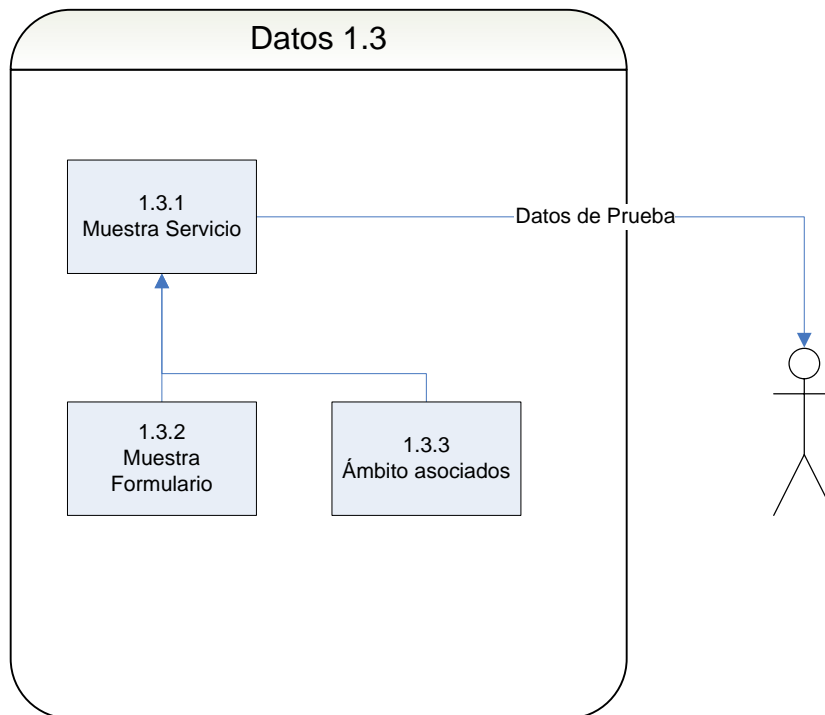 Datos 1.3
1.3.1
Muestra Servicio
Datos de Prueba
1.3.2
Muestra
Formulario
1.3.3
Ámbito asociados